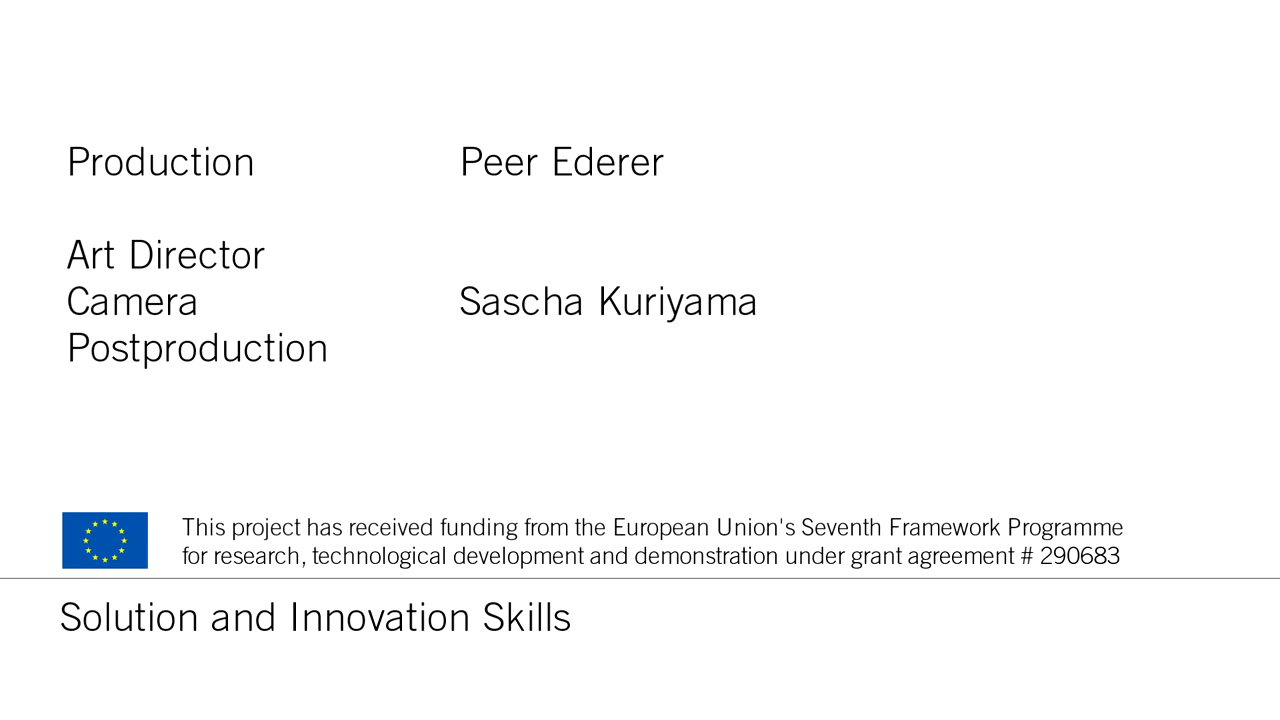 Production Peer Ederer
Art Director
Camera Sascha Kuriyama
Postproduction
This project has received funding from the European Union's Seventh Framework Programme
for research, technological development and demonstration under grant agreement # 290683
Solution and Innovation Skills